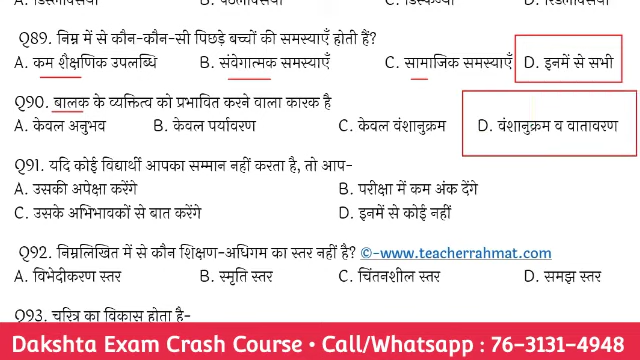 A. डिस्लेक्सिया B. C. D.
Q89. निम्न में से कौन-कौन-सी पिछड़े बच्चों की समस्याएँ होती हैं?
A. कम शैक्षणिक उपलब्धि B. संवेगात्मक समस्याएँ C. सामाजिक समस्याएँ D. इनमें से सभी
Q90. बालक के व्यक्तित्व को प्रभावित करने वाला कारक है
A. केवल अनुभव B. केवल पर्यावरण C. केवल वंशानुक्रम D. वंशानुक्रम व वातावरण
Q91. यदि कोई विद्यार्थी आपका सम्मान नहीं करता है, तो आप-
A. उसकी अपेक्षा करेंगे B. परीक्षा में कम अंक देंगे
C. उसके अभिभावकों से बात करेंगे D. इनमें से कोई नहीं
Q92. निम्नलिखित में से कौन शिक्षण-अधिगम का स्तर नहीं है? ©-www.teacherrahmat.com
A. विभेदीकरण स्तर B. स्मृति स्तर C. चिंतनशील स्तर D. समझ स्तर
Q93. चरित्र का विकास होता है-
Dakshta Exam Crash Course • Call/Whatsapp : 76-3131-4948